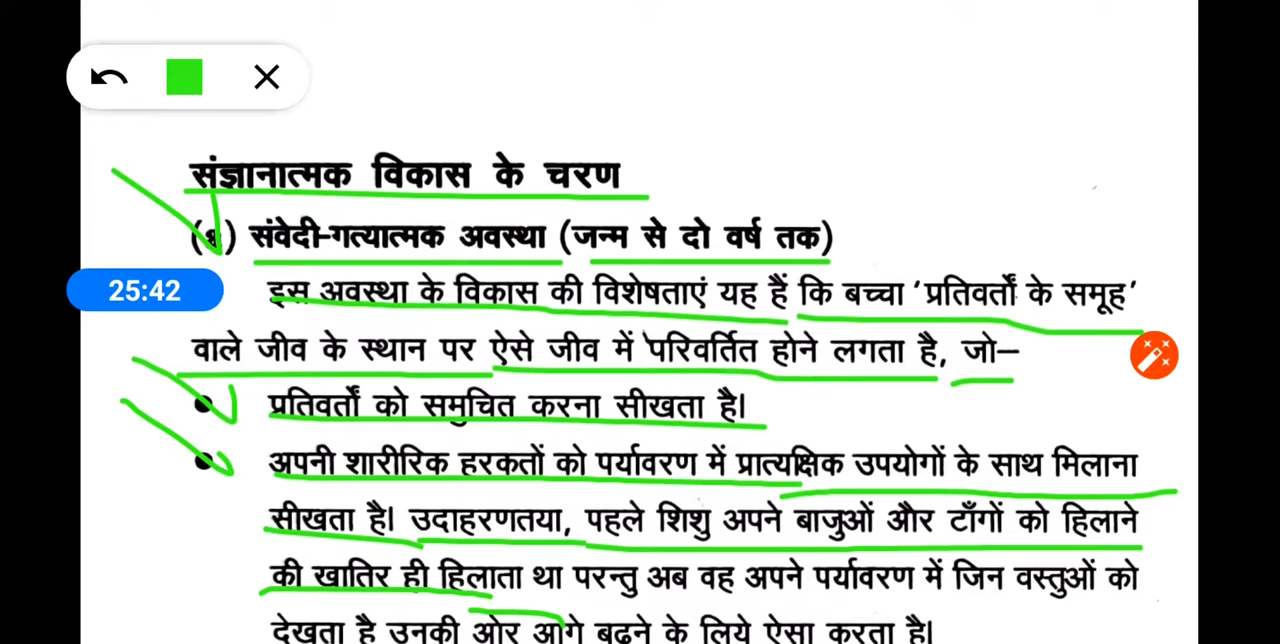 संज्ञानात्मक विकास के चरण
संवेदी-गत्यात्मक अवस्था (जन्म से दो वर्ष तक)
25:42
इस अवस्था के विकास की विशेषताएं यह हैं कि बच्चा 'प्रतिवर्तों के समूह'
वाले जीव के स्थान पर ऐसे जीव में परिवर्तित होने लगता है, जो—
● प्रतिवर्तों को समुचित करना सीखता है।
● अपनी शारीरिक हरकतों को पर्यावरण में प्रात्यक्षिक उपयोगों के साथ मिलाना
सीखता है। उदाहरणतया, पहले शिशु अपने बाजुओं और टाँगों को हिलाने
की खातिर ही हिलाता था परन्तु अब वह अपने पर्यावरण में जिन वस्तुओं को
देखता है उनकी ओर आगे बढ़ने के लिये ऐसा करता है।